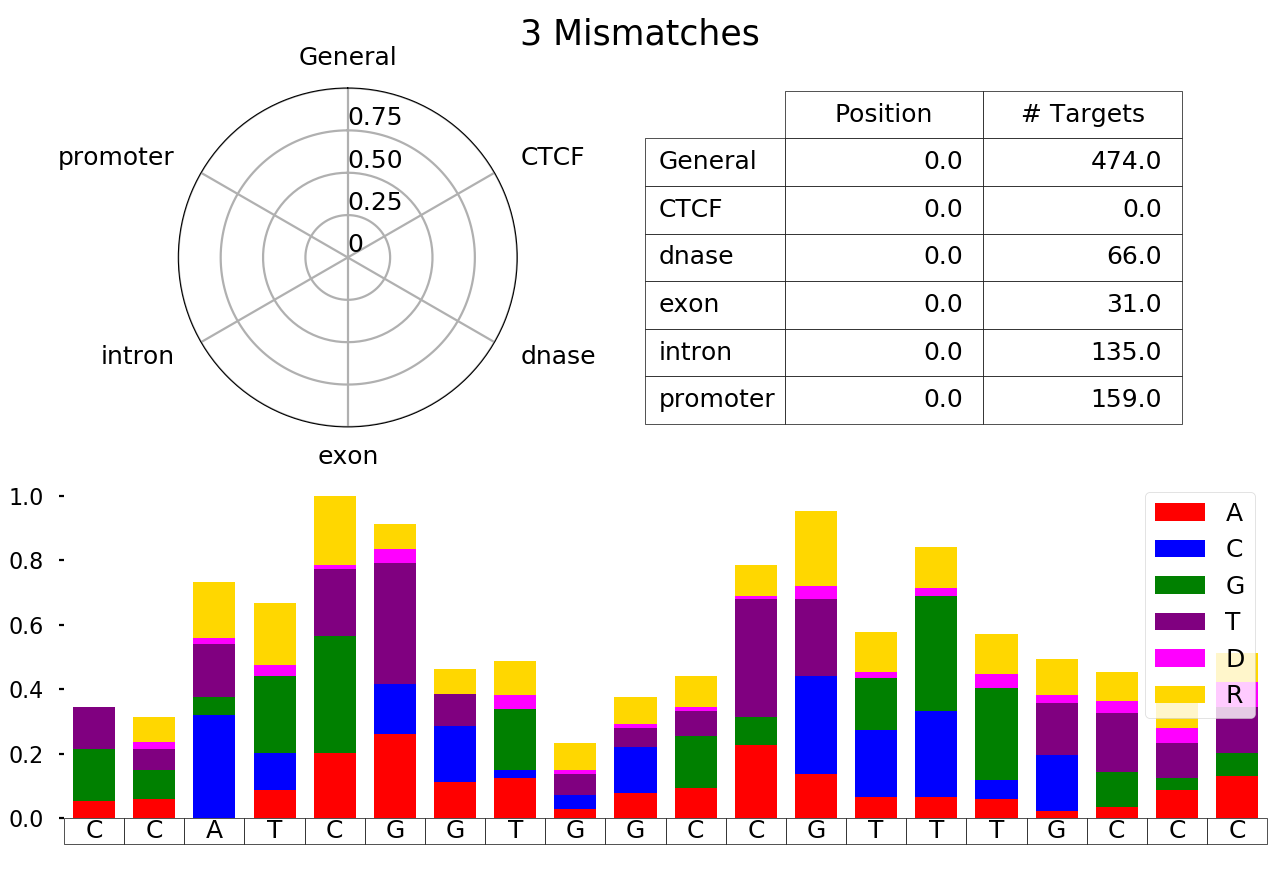 3 Mismatches
General
promoter
CTCF
0.75
0.50
0.25
0
intron
dnase
exon
Position # Targets
General 0.0 474.0
CTCF 0.0 0.0
dnase 0.0 66.0
exon 0.0 31.0
intron 0.0 135.0
promoter 0.0 159.0
1.0
0.8
0.6
0.4
0.2
0.0
A
C
G
T
D
R
C C A T C G G T G G C C G T T T G C C C